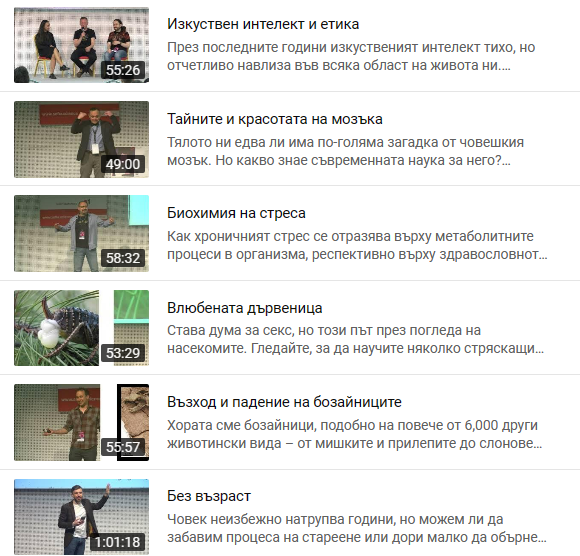 Изкуствен интелект и етика
През последните години изкуственият интелект тихо, но
отчетливо навлиза във всяка област на живота ни....
55:26
Тайните и красотата на мозъка
Тялото ни едва ли има по-голяма загадка от човешкия
мозък. Но какво знае съвременната наука за него?...
49:00
Биохимия на стреса
Как хроничният стрес се отразява върху метаболитните
процеси в организма, респективно върху здравословнот...
58:32
Влюбената дървеница
Става дума за секс, но този път през погледа на
насекомите. Гледайте, за да научите няколко стряскащи...
53:29
Възход и падение на бозайниците
Хората сме бозайници, подобно на повече от 6,000 други
животински вида – от мишките и прилепите до слонове...
55:57
Без възраст
Човек неизбежно натрупва години, но можем ли да
забавим процеса на стареене или дори малко да обърне...
1:01:18